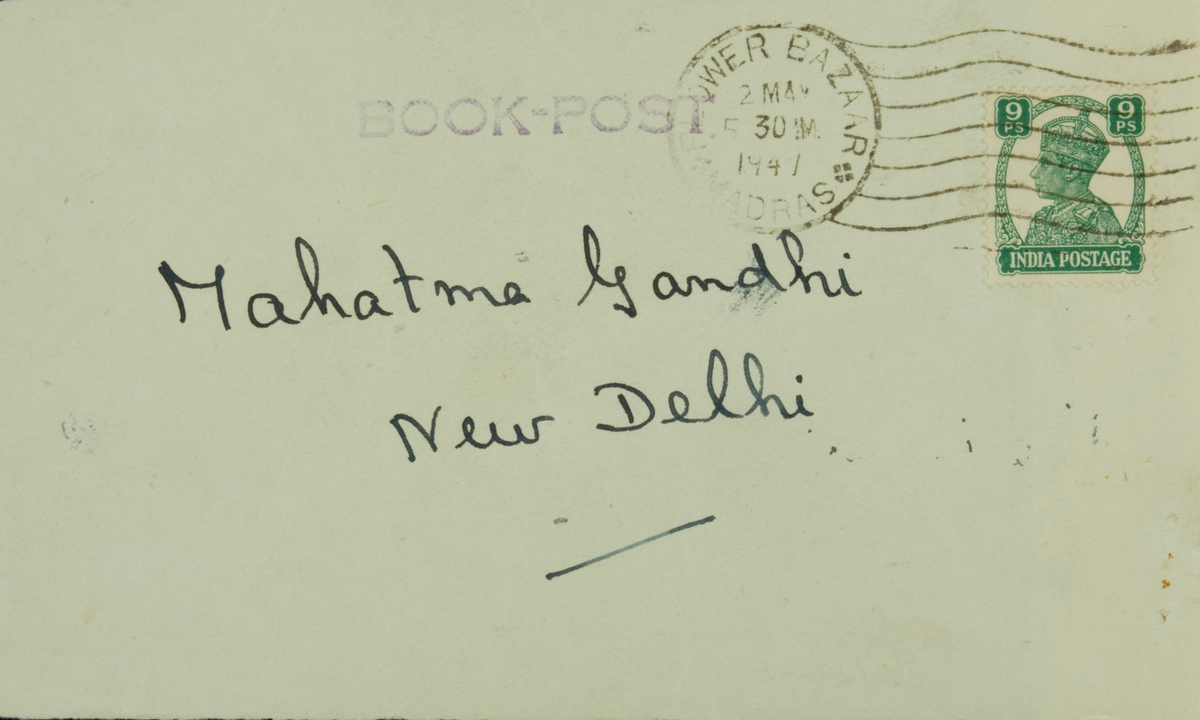 BOOK-POST
FLOWER BAZAAR
2 MAY
5 30 PM
1947
MADRAS
9 PS 9 PS
INDIA POSTAGE
Mahatma Gandhi
New Delhi